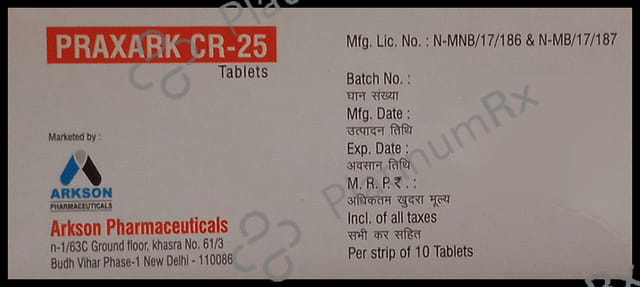 PRAXARK CR-25
Tablets
Marketed by :
ARKSON
PHARMACEUTICALS
Arkson Pharmaceuticals
n-1/63C Ground floor, khasra No. 61/3
Budh Vihar Phase-1 New Delhi - 110086
Mfg. Lic. No. : N-MNB/17/186 & N-MB/17/187
Batch No. :
घान संख्या
Mfg. Date :
उत्पादन तिथि
Exp. Date :
अवसान तिथि
M. R. P. ₹ . :
अधिकतम खुदरा मूल्य
Incl. of all taxes
सभी कर सहित
Per strip of 10 Tablets
PlatinumRx